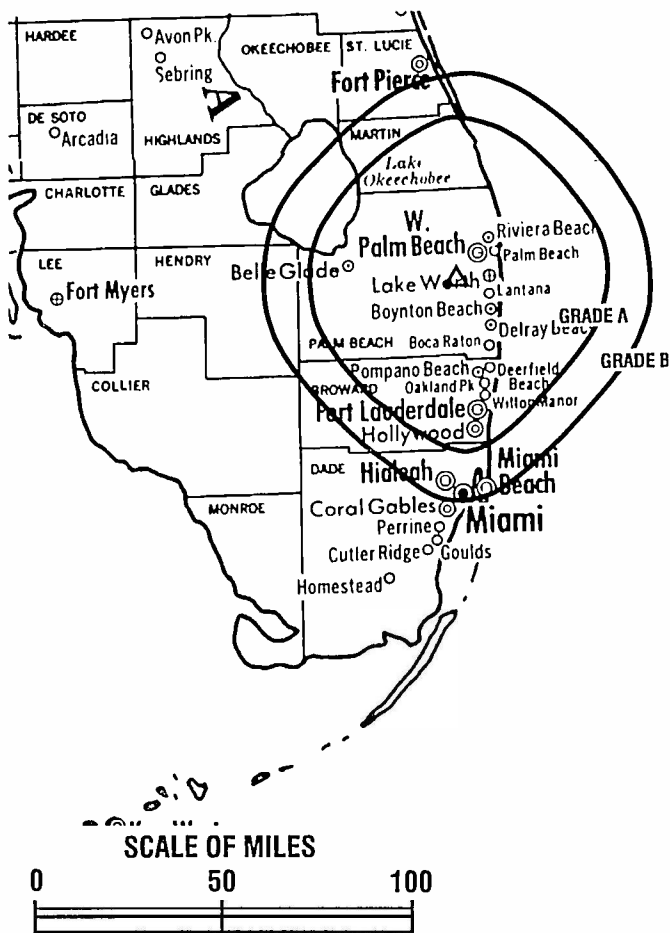 HARDEE
Avon Pk.
Sebring
OKEECHOBEE
ST. LUCIE
Fort Pierce
A
DE SOTO
Arcadia
HIGHLANDS
MARTIN
Lake
Okeechobee
CHARLOTTE
GLADES
W.
Palm Beach
Riviera Beach
Palm Beach
LEE
HENDRY
Belle Glade
Lake Worth
Lantana
Fort Myers
Boynton Beach
Delray Beach
GRADE A
PALM BEACH
Boca Raton
GRADE B
COLLIER
Pompano Beach
Deerfield
Beach
BROWARD
Oakland Pk
Wilton Manor
Fort Lauderdale
Hollywood
DADE
Hialeah
Miami
Beach
MONROE
Coral Gables
Miami
Perrine
Cutler Ridge
Goulds
Homestead
SCALE OF MILES
0 50 100